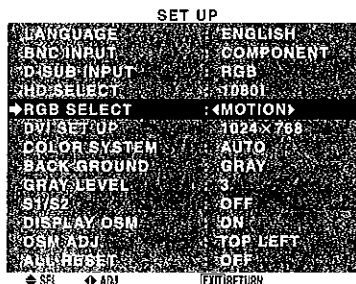 SET UP
LANGUAGE : ENGLISH
BNC INPUT : COMPONENT
D-SUB INPUT : RGB
HD SELECT : 1080I
→RGB SELECT :◀MOTION▶
DVI SET UP : 1024×768
COLOR SYSTEM : AUTO
BACK GROUND : GRAY
GRAY LEVEL : 3
S1/S2 : OFF
DISPLAY OSM : ON
OSM ADJ. : TOP LEFT
ALL RESET : OFF
◆ SEL ◀▶ ADJ. EXIT RETURN